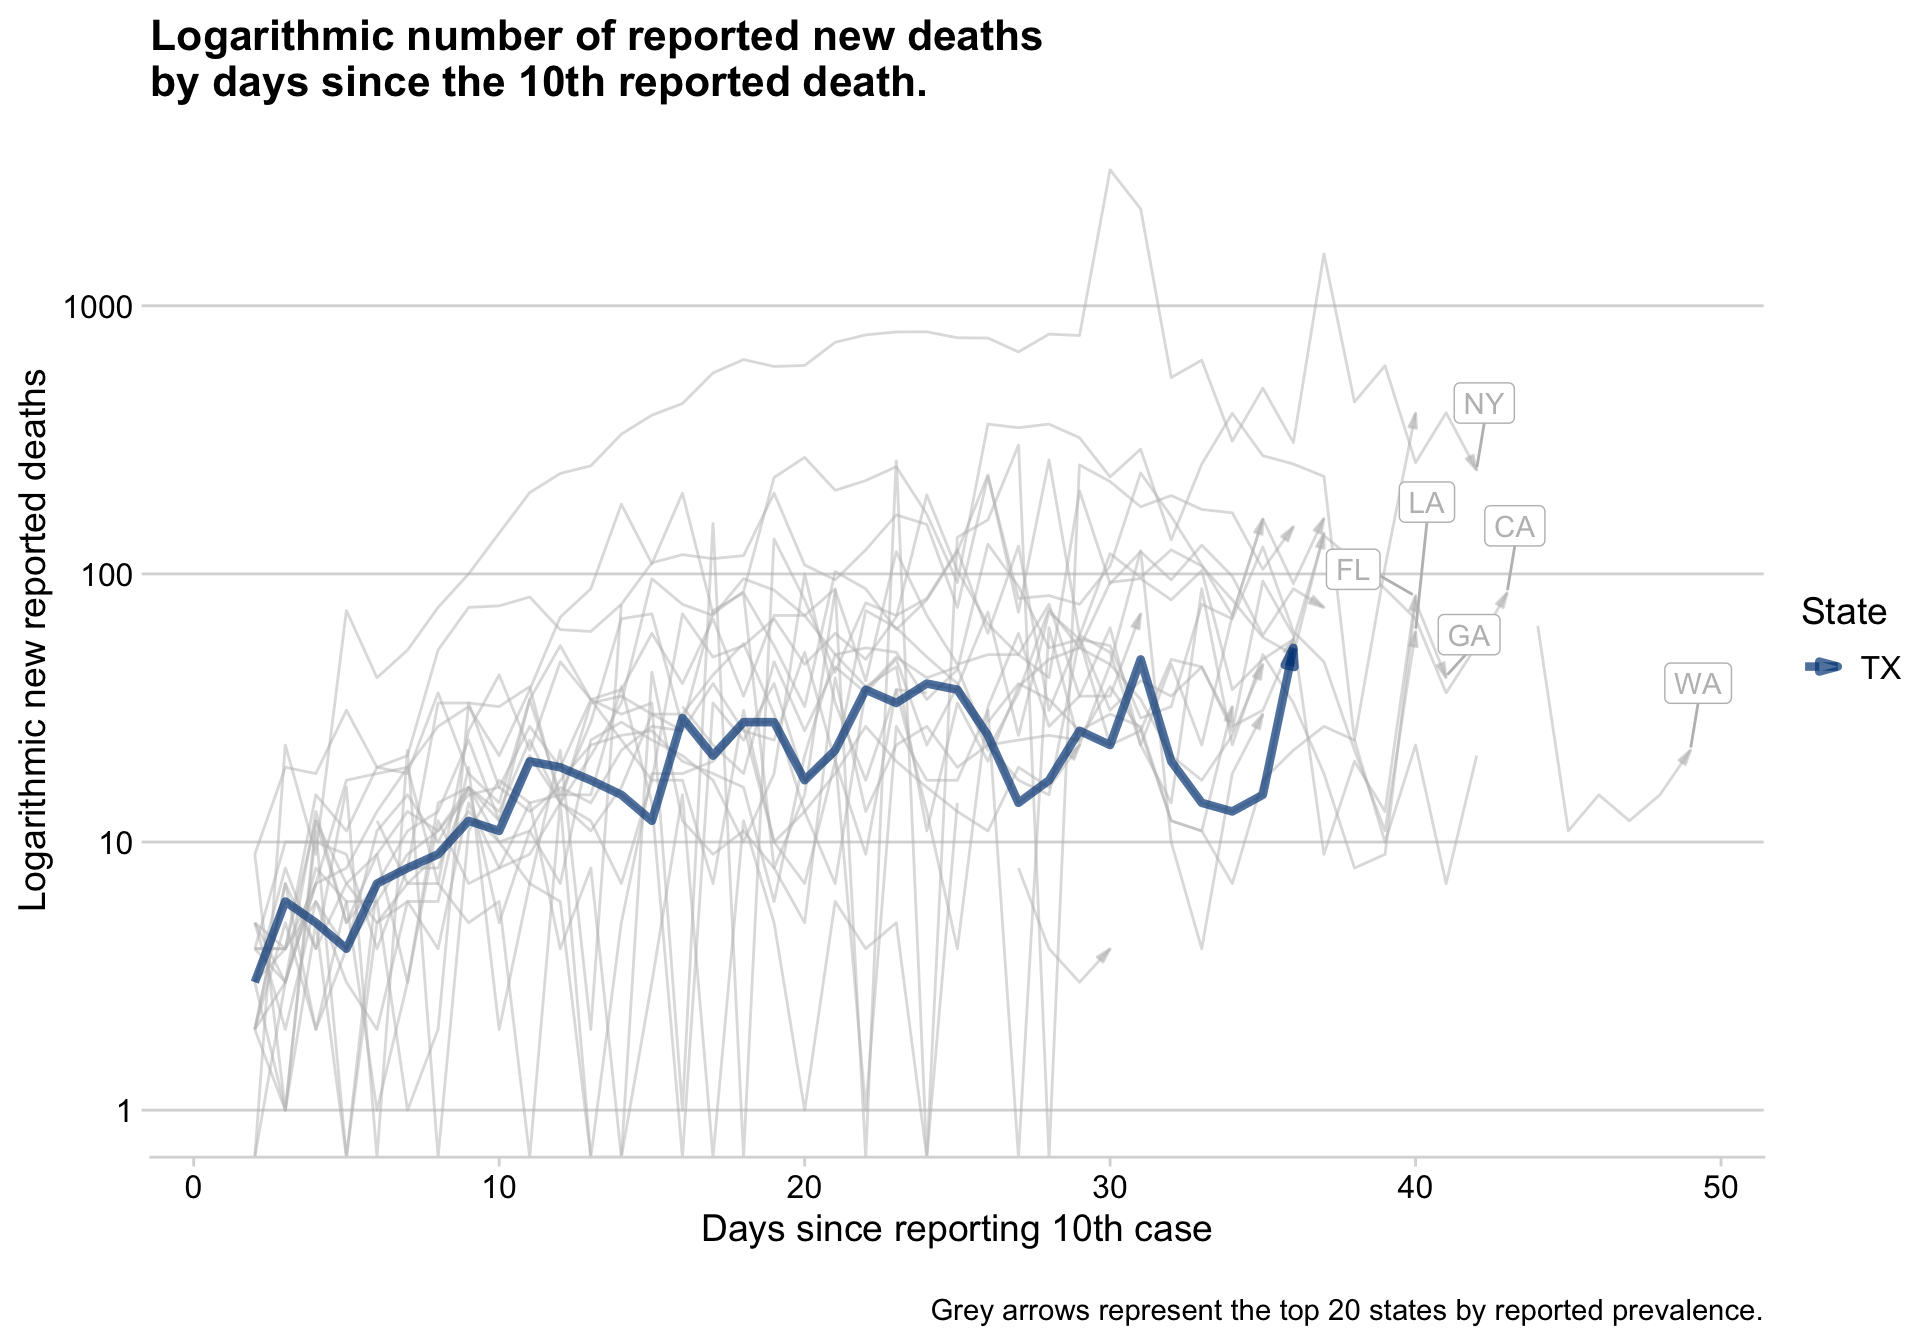 Logarithmic number of reported new deaths
by days since the 10th reported death.
Logarithmic new reported deaths
1000
100
10
1
NY
LA
CA
FL
GA
WA
State
TX
0 10 20 30 40 50
Days since reporting 10th case
Grey arrows represent the top 20 states by reported prevalence.